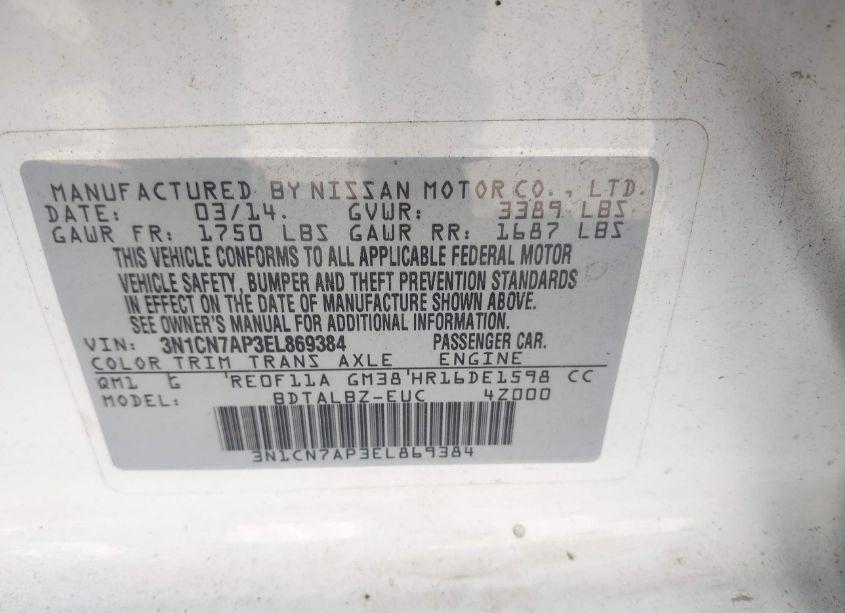 MANUFACTURED BY NISSAN MOTOR CO., LTD.
DATE: 03/14. GVWR: 3389 LBS
GAWR FR: 1750 LBS GAWR RR: 1687 LBS
THIS VEHICLE CONFORMS TO ALL APPLICABLE FEDERAL MOTOR
VEHICLE SAFETY, BUMPER AND THEFT PREVENTION STANDARDS
IN EFFECT ON THE DATE OF MANUFACTURE SHOWN ABOVE.
SEE OWNER'S MANUAL FOR ADDITIONAL INFORMATION.
VIN: 3N1CN7AP3EL869384 PASSENGER CAR.
COLOR TRIM TRANS AXLE ENGINE
QM1 G 'RE0F11A GM38'HR16DE1598 CC
MODEL: BDTALBZ-EUC 4Z000
3N1CN7AP3EL869384